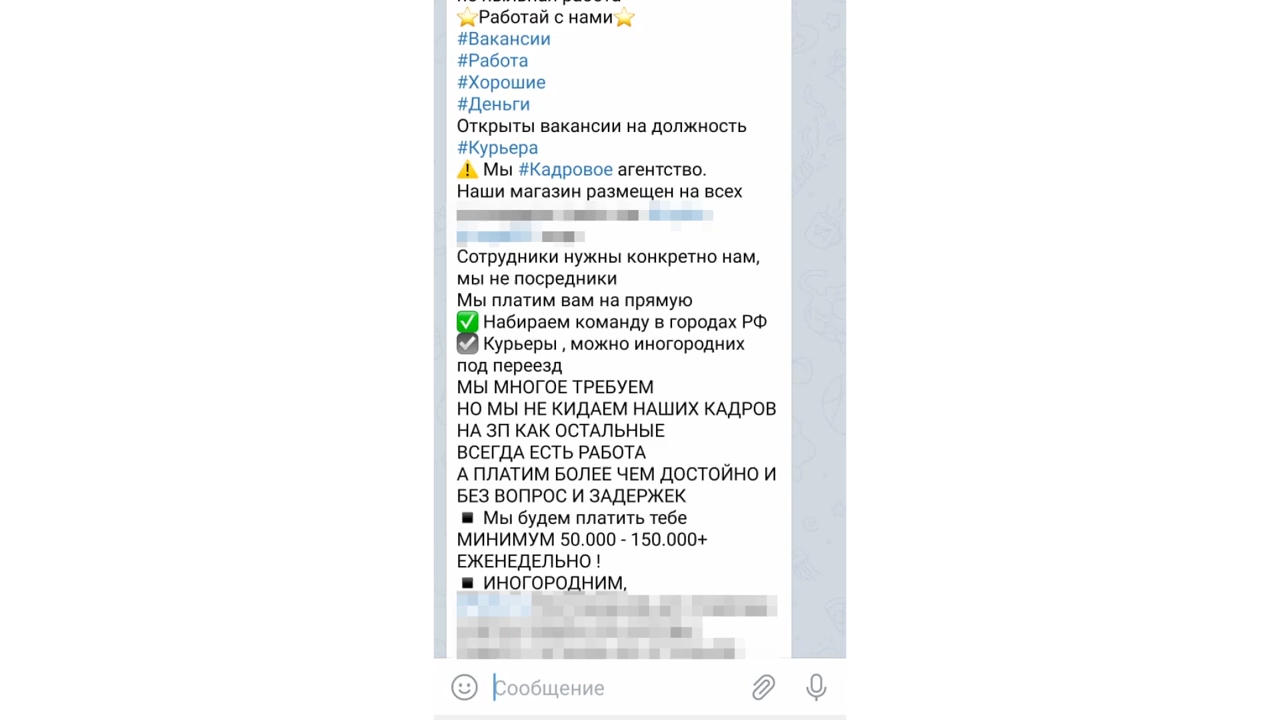 не пыльная работа
⭐Работай с нами⭐
#Вакансии
#Работа
#Хорошие
#Деньги
Открыты вакансии на должность
#Курьера
⚠️ Мы #Кадровое агентство.
Наши магазин размещен на всех
Сотрудники нужны конкретно нам,
мы не посредники
Мы платим вам на прямую
✅ Набираем команду в городах РФ
☑️ Курьеры , можно иногородних
под переезд
МЫ МНОГОЕ ТРЕБУЕМ
НО МЫ НЕ КИДАЕМ НАШИХ КАДРОВ
НА ЗП КАК ОСТАЛЬНЫЕ
ВСЕГДА ЕСТЬ РАБОТА
А ПЛАТИМ БОЛЕЕ ЧЕМ ДОСТОЙНО И
БЕЗ ВОПРОС И ЗАДЕРЖЕК
▪️ Мы будем платить тебе
МИНИМУМ 50.000 - 150.000+
ЕЖЕНЕДЕЛЬНО !
▪️ ИНОГОРОДНИМ,
Сообщение